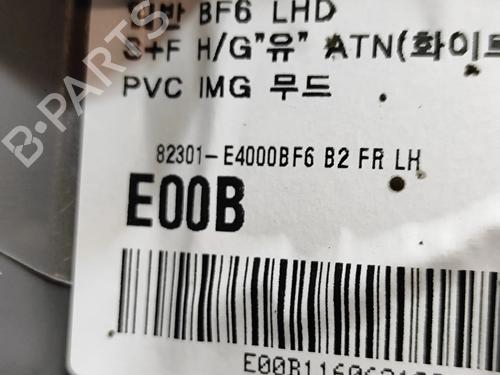 BF6 LHD
S+F H/G"유" ATN(화이트
PVC IMG 무드
82301-E4000BF6 B2 FR LH
E00B
B-PARTS